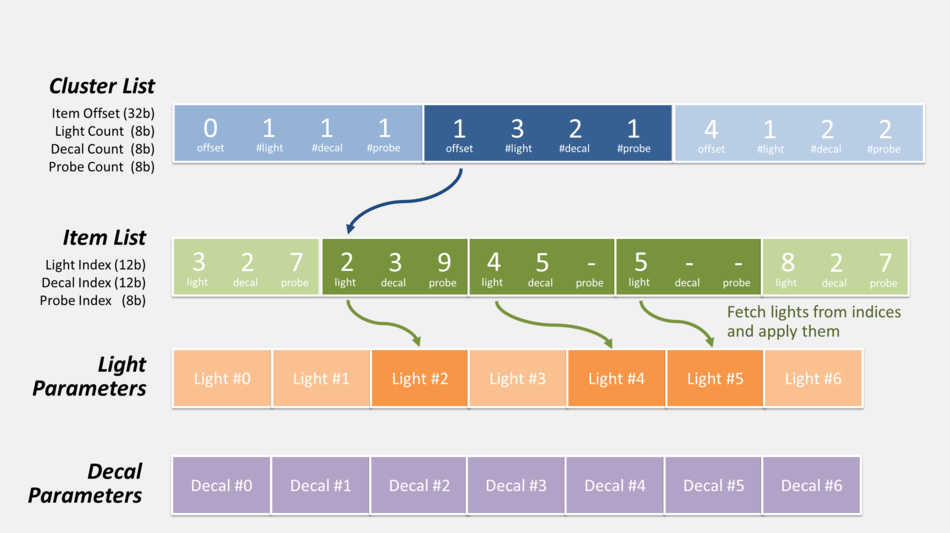 Cluster List
Item Offset (32b)
Light Count (8b)
Decal Count (8b)
Probe Count (8b)
0 1 1 1 1 3 2 1 4 1 2 2
offset #light #decal #probe offset #light #decal #probe offset #light #decal #probe
Item List
Light Index (12b)
Decal Index (12b)
Probe Index (8b)
3 2 7 2 3 9 4 5 - 5 - - 8 2 7
light decal probe light decal probe light decal probe light decal probe light decal probe
Fetch lights from indices
and apply them
Light
Parameters
Light #0 Light #1 Light #2 Light #3 Light #4 Light #5 Light #6
Decal
Parameters
Decal #0 Decal #1 Decal #2 Decal #3 Decal #4 Decal #5 Decal #6